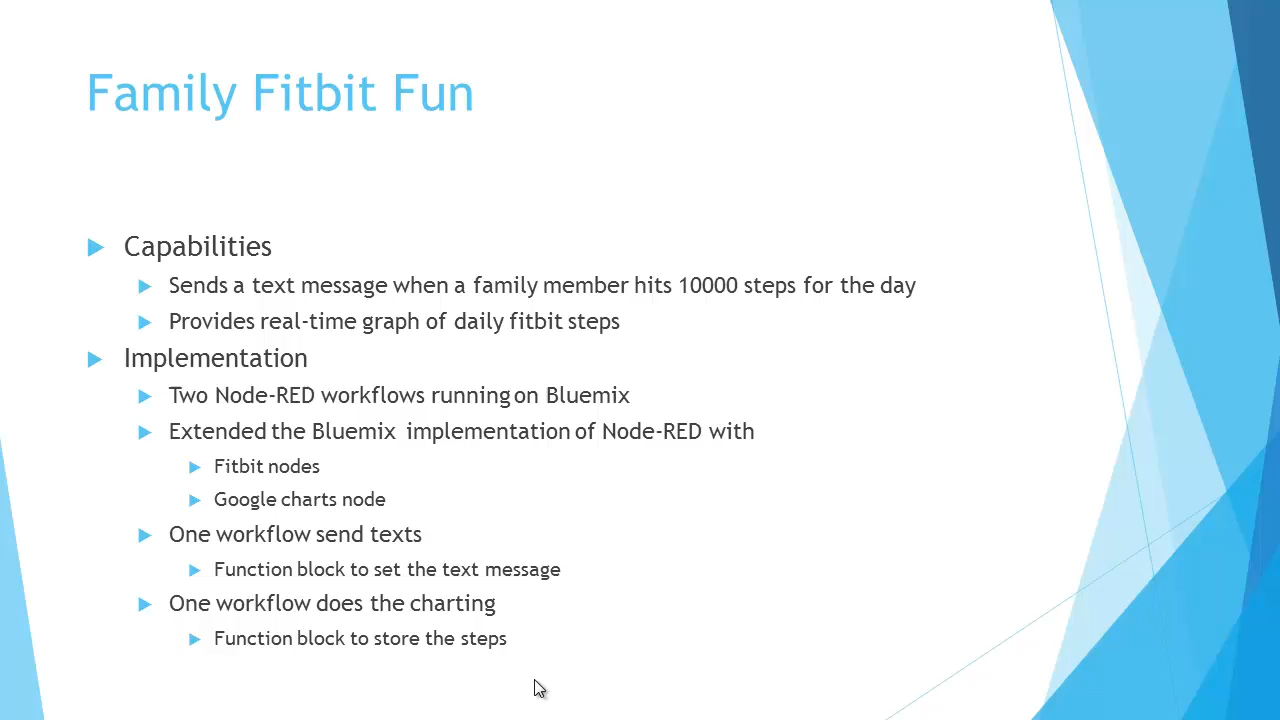 Family Fitbit Fun
Capabilities
Sends a text message when a family member hits 10000 steps for the day
Provides real-time graph of daily fitbit steps
Implementation
Two Node-RED workflows running on Bluemix
Extended the Bluemix implementation of Node-RED with
Fitbit nodes
Google charts node
One workflow send texts
Function block to set the text message
One workflow does the charting
Function block to store the steps